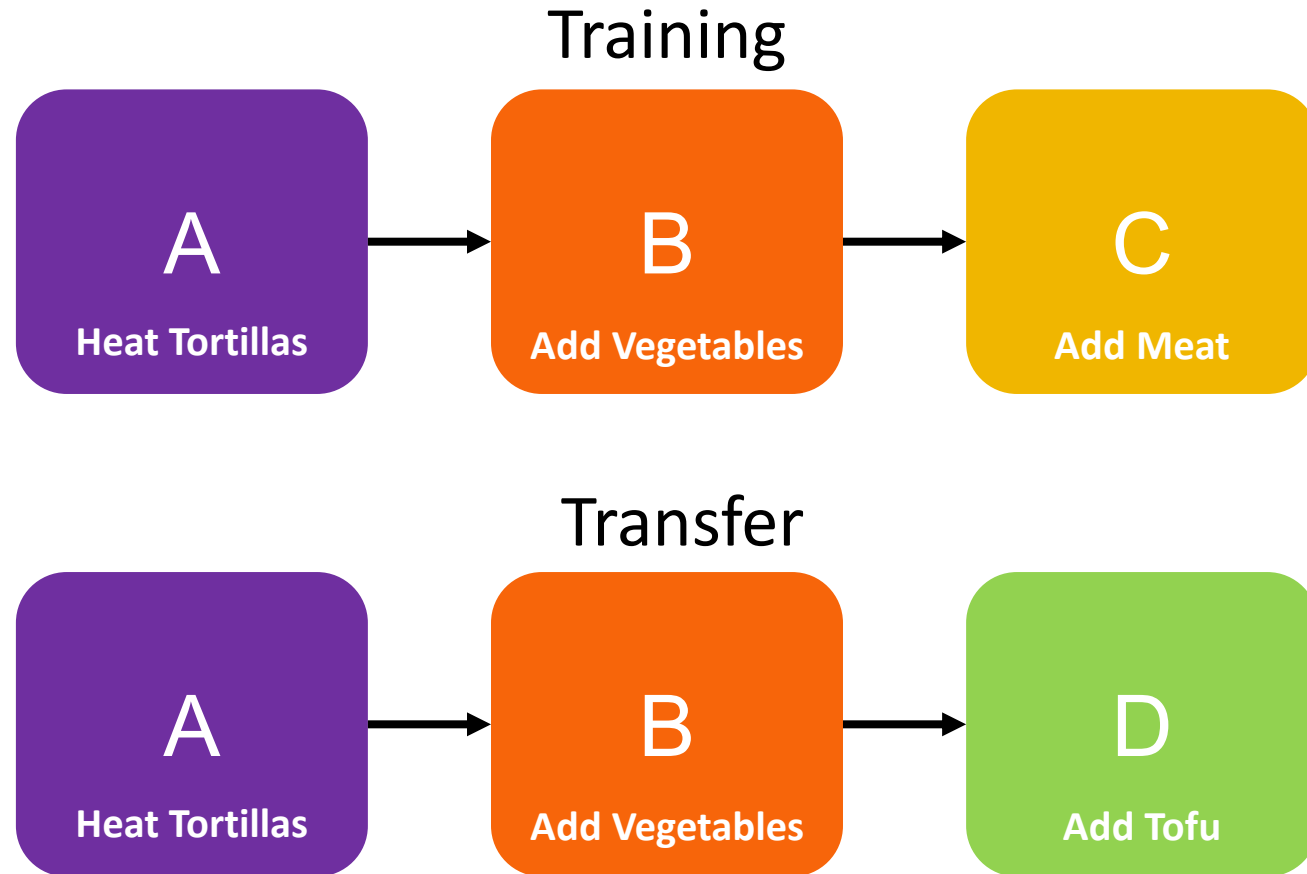 Training
A
B
C
Heat Tortillas
Add Vegetables
Add Meat
Transfer
A
B
D
Heat Tortillas
Add Vegetables
Add Tofu